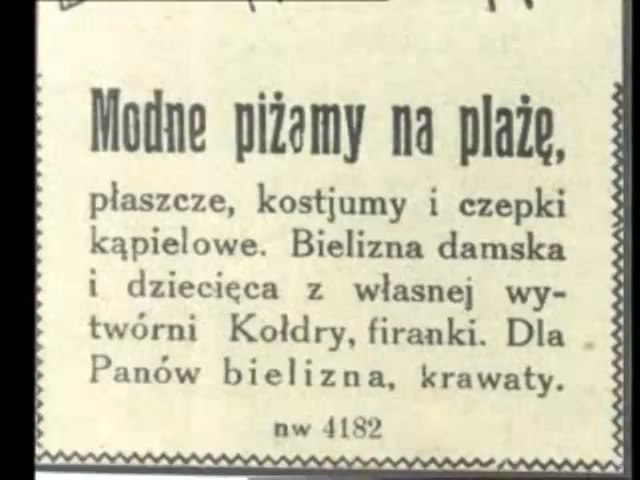 Modne piżamy na plażę,
płaszcze, kostjumy i czepki
kąpielowe. Bielizna damska
i dziecięca z własnej wy-
twórni Kołdry, firanki. Dla
Panów bielizna, krawaty.
nw 4182